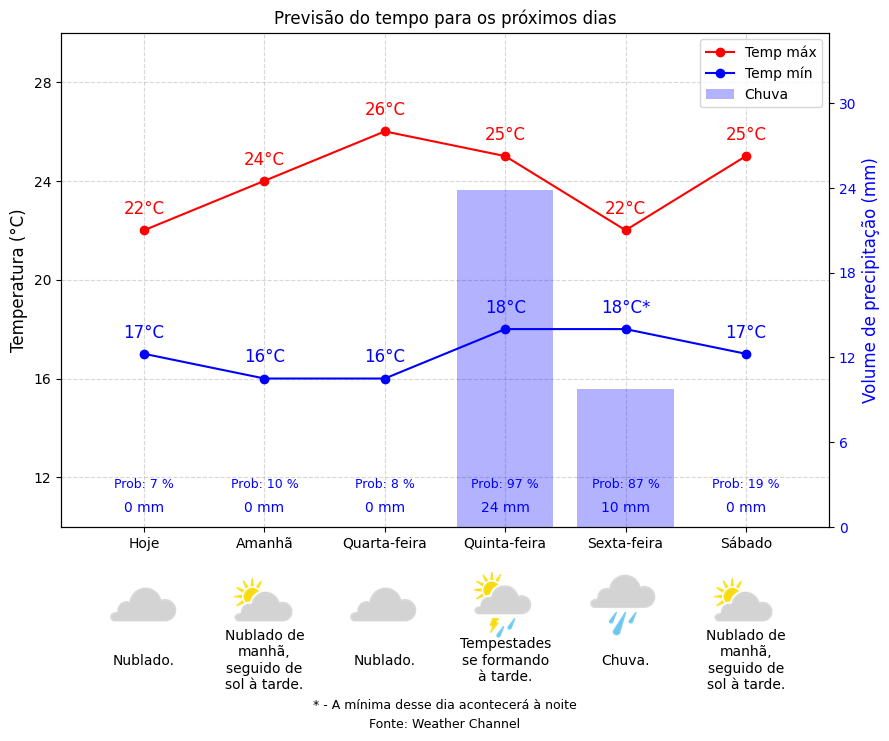 Previsão do tempo para os próximos dias
Temp máx
Temp mín
Chuva
Temperatura (°C)
28
24
20
16
12
Volume de precipitação (mm)
30
24
18
12
6
0
22°C
24°C
26°C
25°C
22°C
25°C
17°C
16°C
16°C
18°C
18°C*
17°C
Prob: 7 %
Prob: 10 %
Prob: 8 %
Prob: 97 %
Prob: 87 %
Prob: 19 %
0 mm
0 mm
0 mm
24 mm
10 mm
0 mm
Hoje
Amanhã
Quarta-feira
Quinta-feira
Sexta-feira
Sábado
Nublado.
Nublado de
manhã,
seguido de
sol à tarde.
Nublado.
Tempestades
se formando
à tarde.
Chuva.
Nublado de
manhã,
seguido de
sol à tarde.
* - A mínima desse dia acontecerá à noite
Fonte: Weather Channel